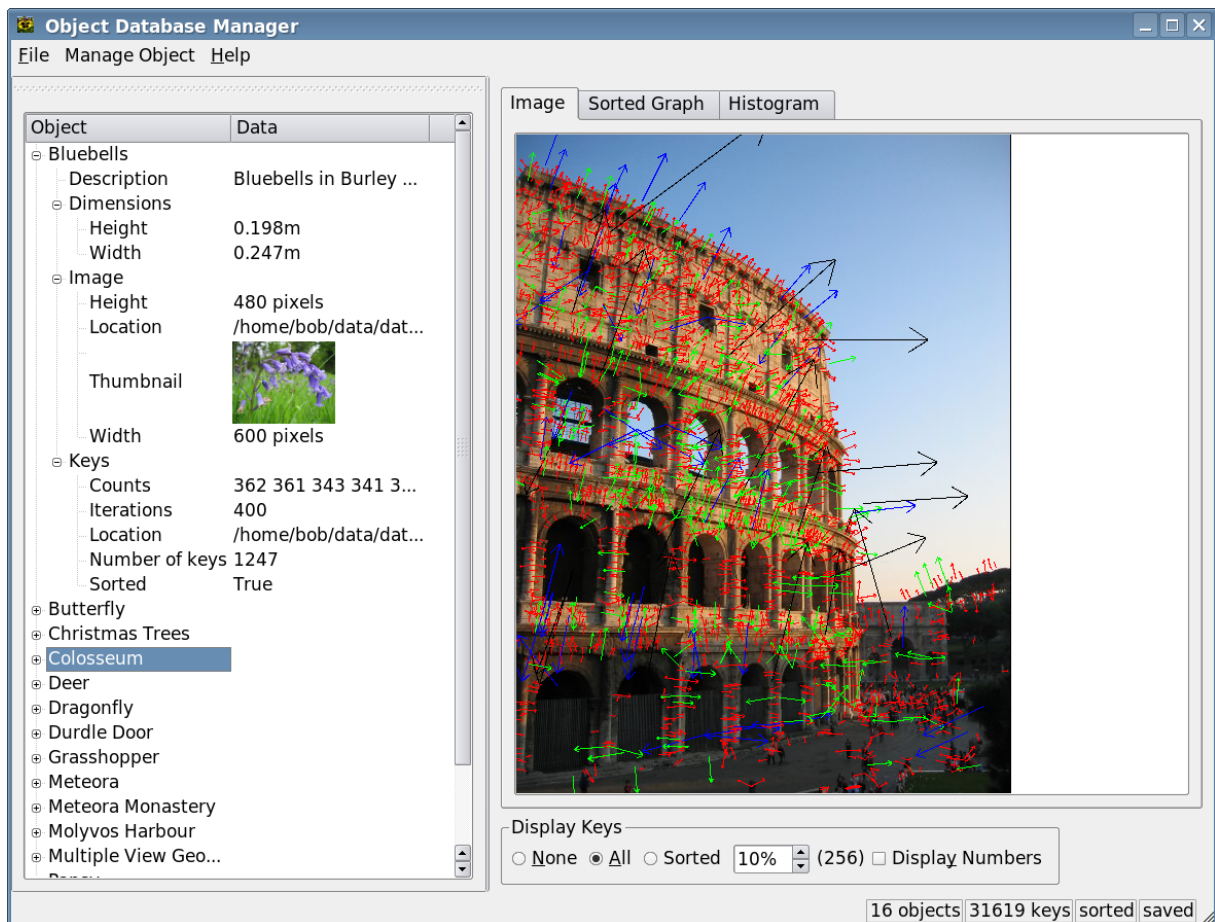 Object Database Manager
File Manage Object Help
Object Data
Bluebells
Description Bluebells in Burley ...
Dimensions
Height 0.198m
Width 0.247m
Image
Height 480 pixels
Location /home/bob/data/dat...
Thumbnail
Width 600 pixels
Keys
Counts 362 361 343 341 3...
Iterations 400
Location /home/bob/data/dat...
Number of keys 1247
Sorted True
Butterfly
Christmas Trees
Colosseum
Deer
Dragonfly
Durdle Door
Grasshopper
Meteora
Meteora Monastery
Molyvos Harbour
Multiple View Geo...
Image Sorted Graph Histogram
Display Keys
None All Sorted 10% (256) Display Numbers
16 objects 31619 keys sorted saved